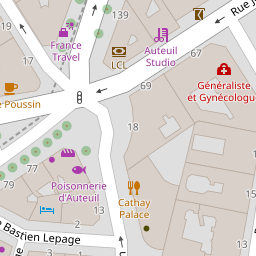 139
Rue J
France
Travel
LCL
Auteuil
Studio
67
69
Généraliste
et Gynécologue
Poussin
18
79
77
Poissonnerie
d'Auteuil
Cathay
Palace
13
13
Bastien Lepage